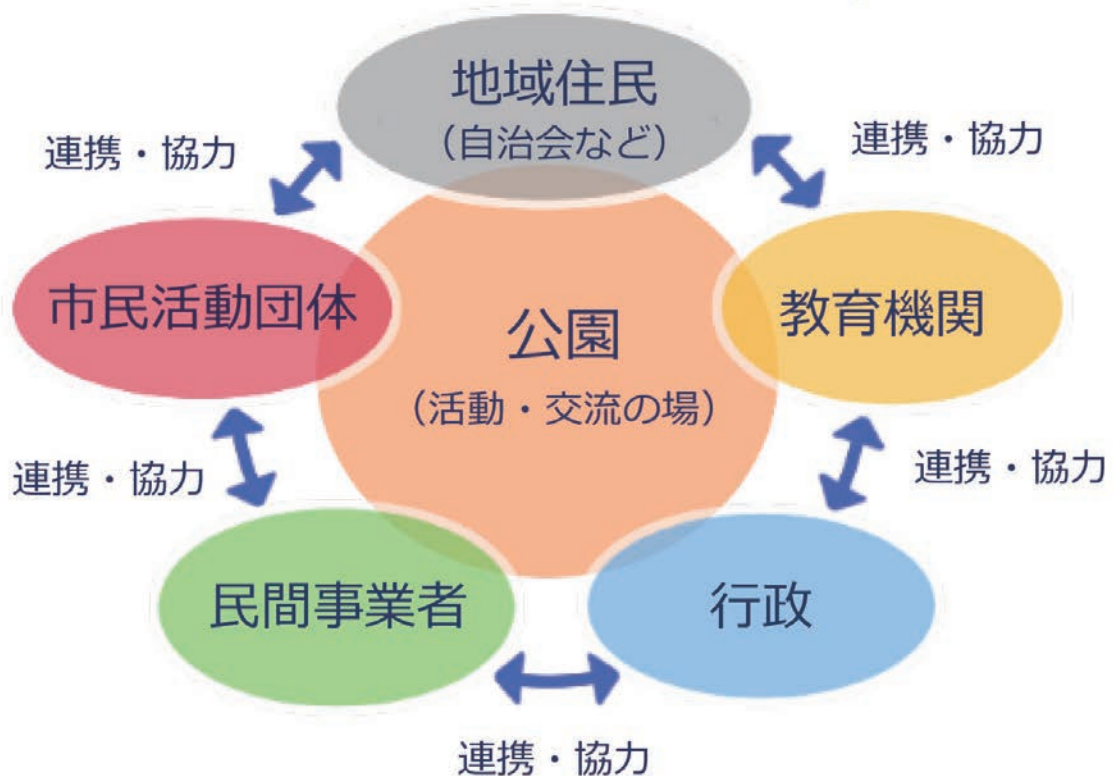 地域住民
（自治会など）
連携・協力
連携・協力
市民活動団体
教育機関
公園
（活動・交流の場）
連携・協力
連携・協力
民間事業者
行政
連携・協力